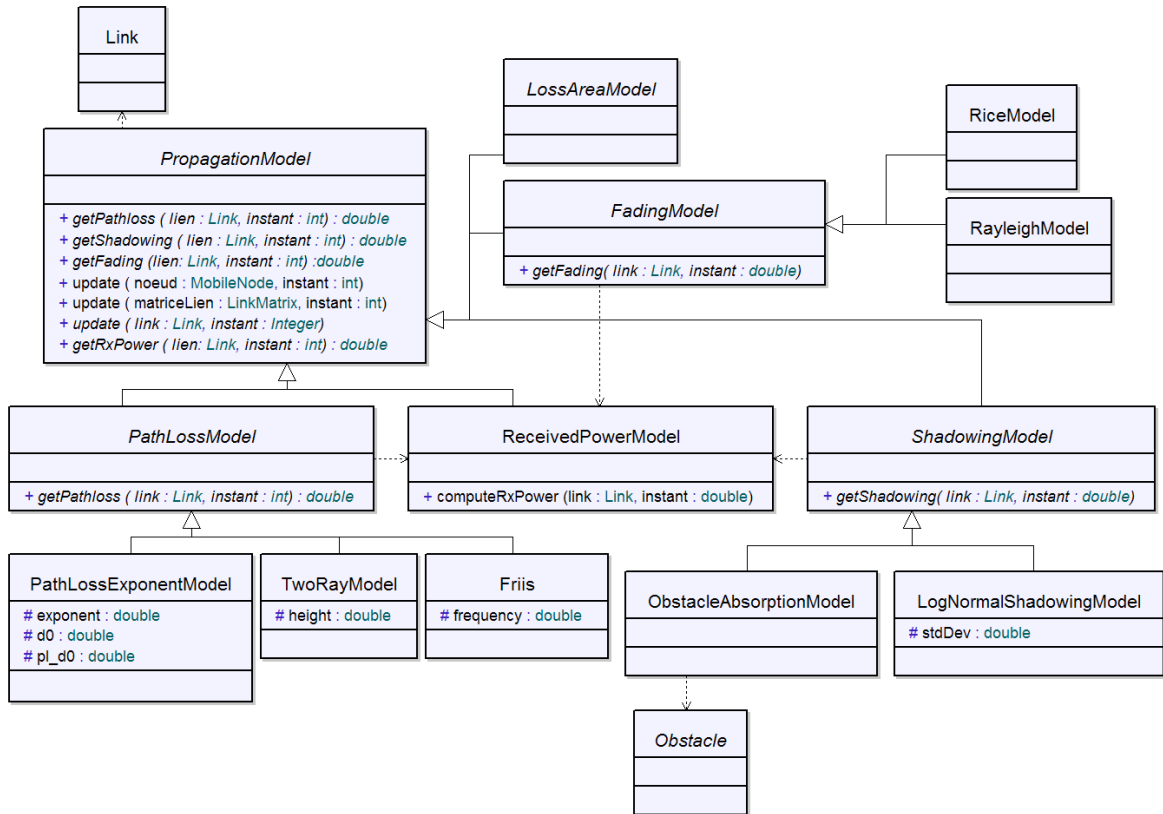 Link
LossAreaModel
RiceModel
PropagationModel
+ getPathloss ( lien : Link, instant : int) : double
+ getShadowing ( lien : Link, instant : int) : double
+ getFading (lien: Link, instant : int) :double
+ update ( noeud : MobileNode, instant : int)
+ update ( matriceLien : LinkMatrix, instant : int)
+ update ( link : Link, instant : Integer)
+ getRxPower ( lien: Link, instant : int) : double
FadingModel
+ getFading( link : Link, instant : double)
RayleighModel
PathLossModel
+ getPathloss ( link : Link, instant : int) : double
ReceivedPowerModel
+ computeRxPower (link : Link, instant : double)
ShadowingModel
+ getShadowing( link : Link, instant : double)
PathLossExponentModel
# exponent : double
# d0 : double
# pl_d0 : double
TwoRayModel
# height : double
Friis
# frequency : double
ObstacleAbsorptionModel
LogNormalShadowingModel
# stdDev : double
Obstacle